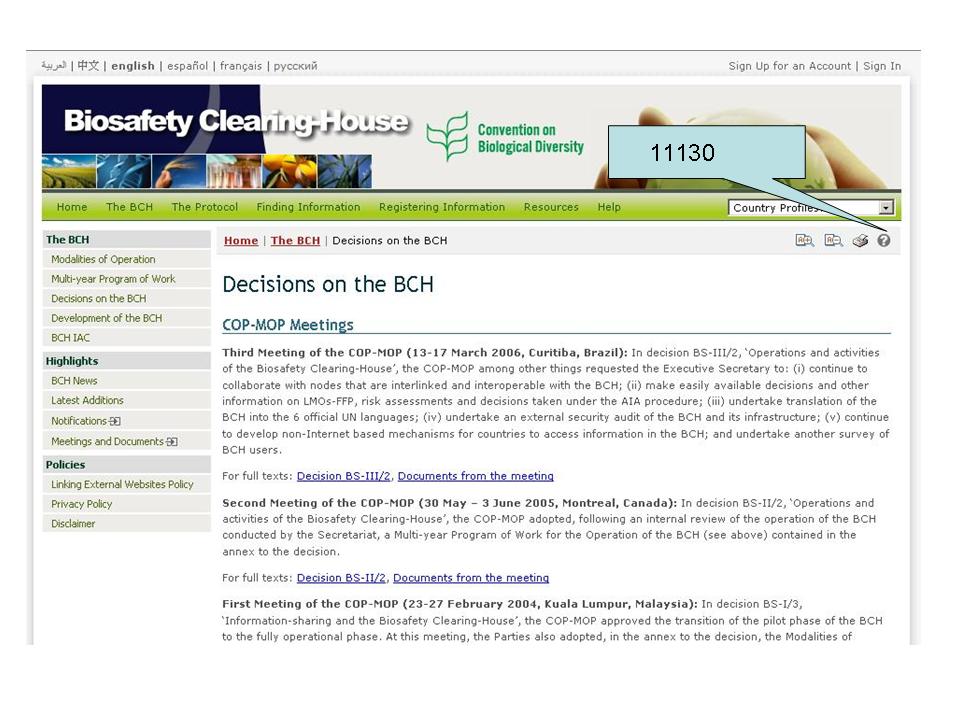 العربية | 中文 | english | español | français | русский
Sign Up for an Account | Sign In
Biosafety Clearing-House
Convention on
Biological Diversity
11130
Home The BCH The Protocol Finding Information Registering Information Resources Help
Country Profiles
The BCH
Modalities of Operation
Multi-year Program of Work
Decisions on the BCH
Development of the BCH
BCH IAC
Highlights
BCH News
Latest Additions
Notifications
Meetings and Documents
Policies
Linking External Websites Policy
Privacy Policy
Disclaimer
Home | The BCH | Decisions on the BCH
Decisions on the BCH
COP-MOP Meetings
Third Meeting of the COP-MOP (13-17 March 2006, Curitiba, Brazil): In decision BS-III/2, ‘Operations and activities
of the Biosafety Clearing-House’, the COP-MOP among other things requested the Executive Secretary to: (i) continue to
collaborate with nodes that are interlinked and interoperable with the BCH; (ii) make easily available decisions and other
information on LMOs-FFP, risk assessments and decisions taken under the AIA procedure; (iii) undertake translation of the
BCH into the 6 official UN languages; (iv) undertake an external security audit of the BCH and its infrastructure; (v) continue
to develop non-Internet based mechanisms for countries to access information in the BCH; and undertake another survey of
BCH users.
For full texts: Decision BS-III/2, Documents from the meeting
Second Meeting of the COP-MOP (30 May – 3 June 2005, Montreal, Canada): In decision BS-II/2, ‘Operations and
activities of the Biosafety Clearing-House’, the COP-MOP adopted, following an internal review of the operation of the BCH
conducted by the Secretariat, a Multi-year Program of Work for the Operation of the BCH (see above) contained in the
annex to the decision.
For full texts: Decision BS-II/2, Documents from the meeting
First Meeting of the COP-MOP (23-27 February 2004, Kuala Lumpur, Malaysia): In decision BS-I/3,
‘Information-sharing and the Biosafety Clearing-House’, the COP-MOP approved the transition of the pilot phase of the BCH
to the fully operational phase. At this meeting, the Parties also adopted, in the annex to the decision, the Modalities of